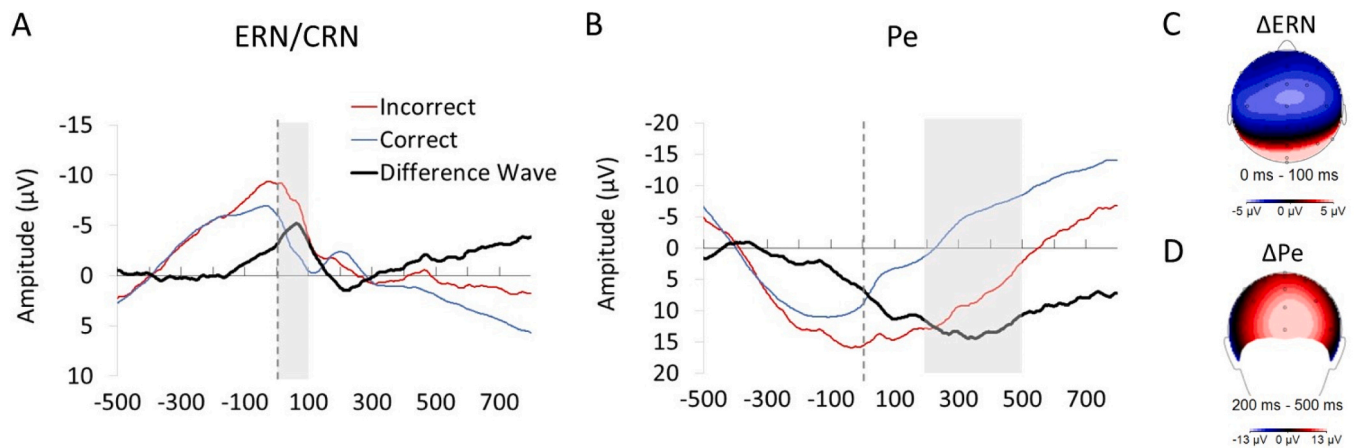 A
ERN/CRN
Incorrect
Correct
Difference Wave
Ampitude (µV)
-15
-10
-5
0
5
10
-500 -300 -100 100 300 500 700
B
Pe
Ampitude (µV)
-20
-15
-10
-5
0
5
10
15
20
-500 -300 -100 100 300 500 700
C
ΔERN
0 ms - 100 ms
-5 µV 0 µV 5 µV
D
ΔPe
200 ms - 500 ms
-13 µV 0 µV 13 µV